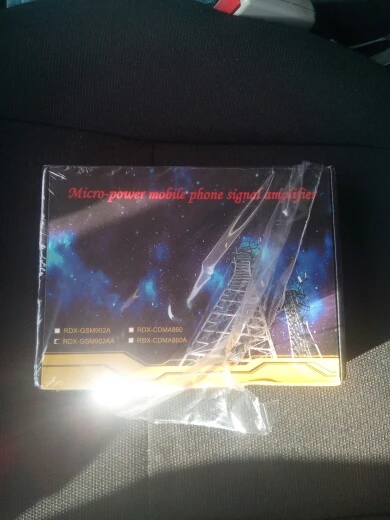 Micro-power mobile phone signal amplifier
RDX-GSM902A
RDX-CDMA860
RDX-GSM902AA
RDX-CDMA860A